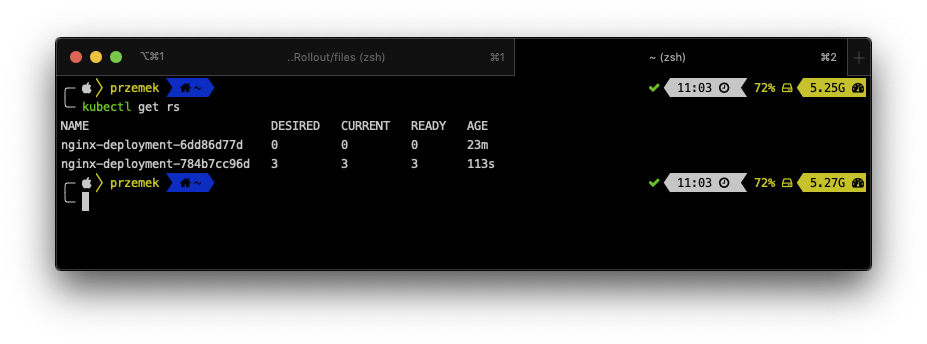 ⌥⌘1 ..Rollout/files (zsh) ⌘1 ~ (zsh) ⌘2 +
przemek ~ ✔ 11:03 72% 5.25G
kubectl get rs
NAME DESIRED CURRENT READY AGE
nginx-deployment-6dd86d77d 0 0 0 23m
nginx-deployment-784b7cc96d 3 3 3 113s
przemek ~ ✔ 11:03 72% 5.27G